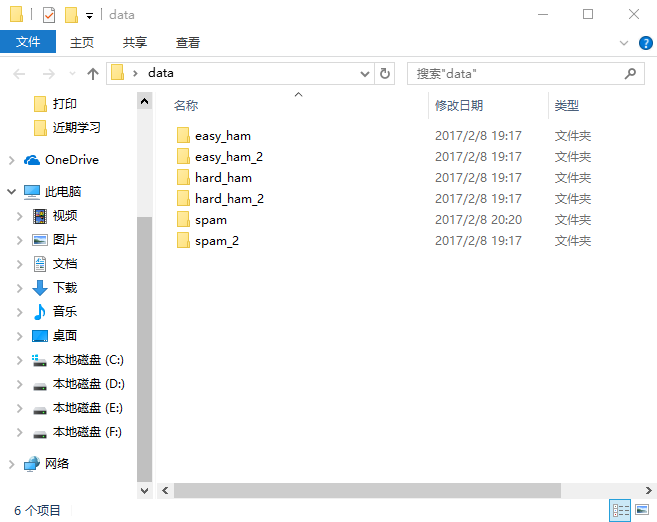 data
文件 主页 共享 查看
data 搜索"data"
打印
近期学习
OneDrive
此电脑
视频
图片
文档
下载
音乐
桌面
本地磁盘 (C:)
本地磁盘 (D:)
本地磁盘 (E:)
本地磁盘 (F:)
网络
名称 修改日期 类型
easy_ham 2017/2/8 19:17 文件夹
easy_ham_2 2017/2/8 19:17 文件夹
hard_ham 2017/2/8 19:17 文件夹
hard_ham_2 2017/2/8 19:17 文件夹
spam 2017/2/8 20:20 文件夹
spam_2 2017/2/8 19:17 文件夹
6 个项目